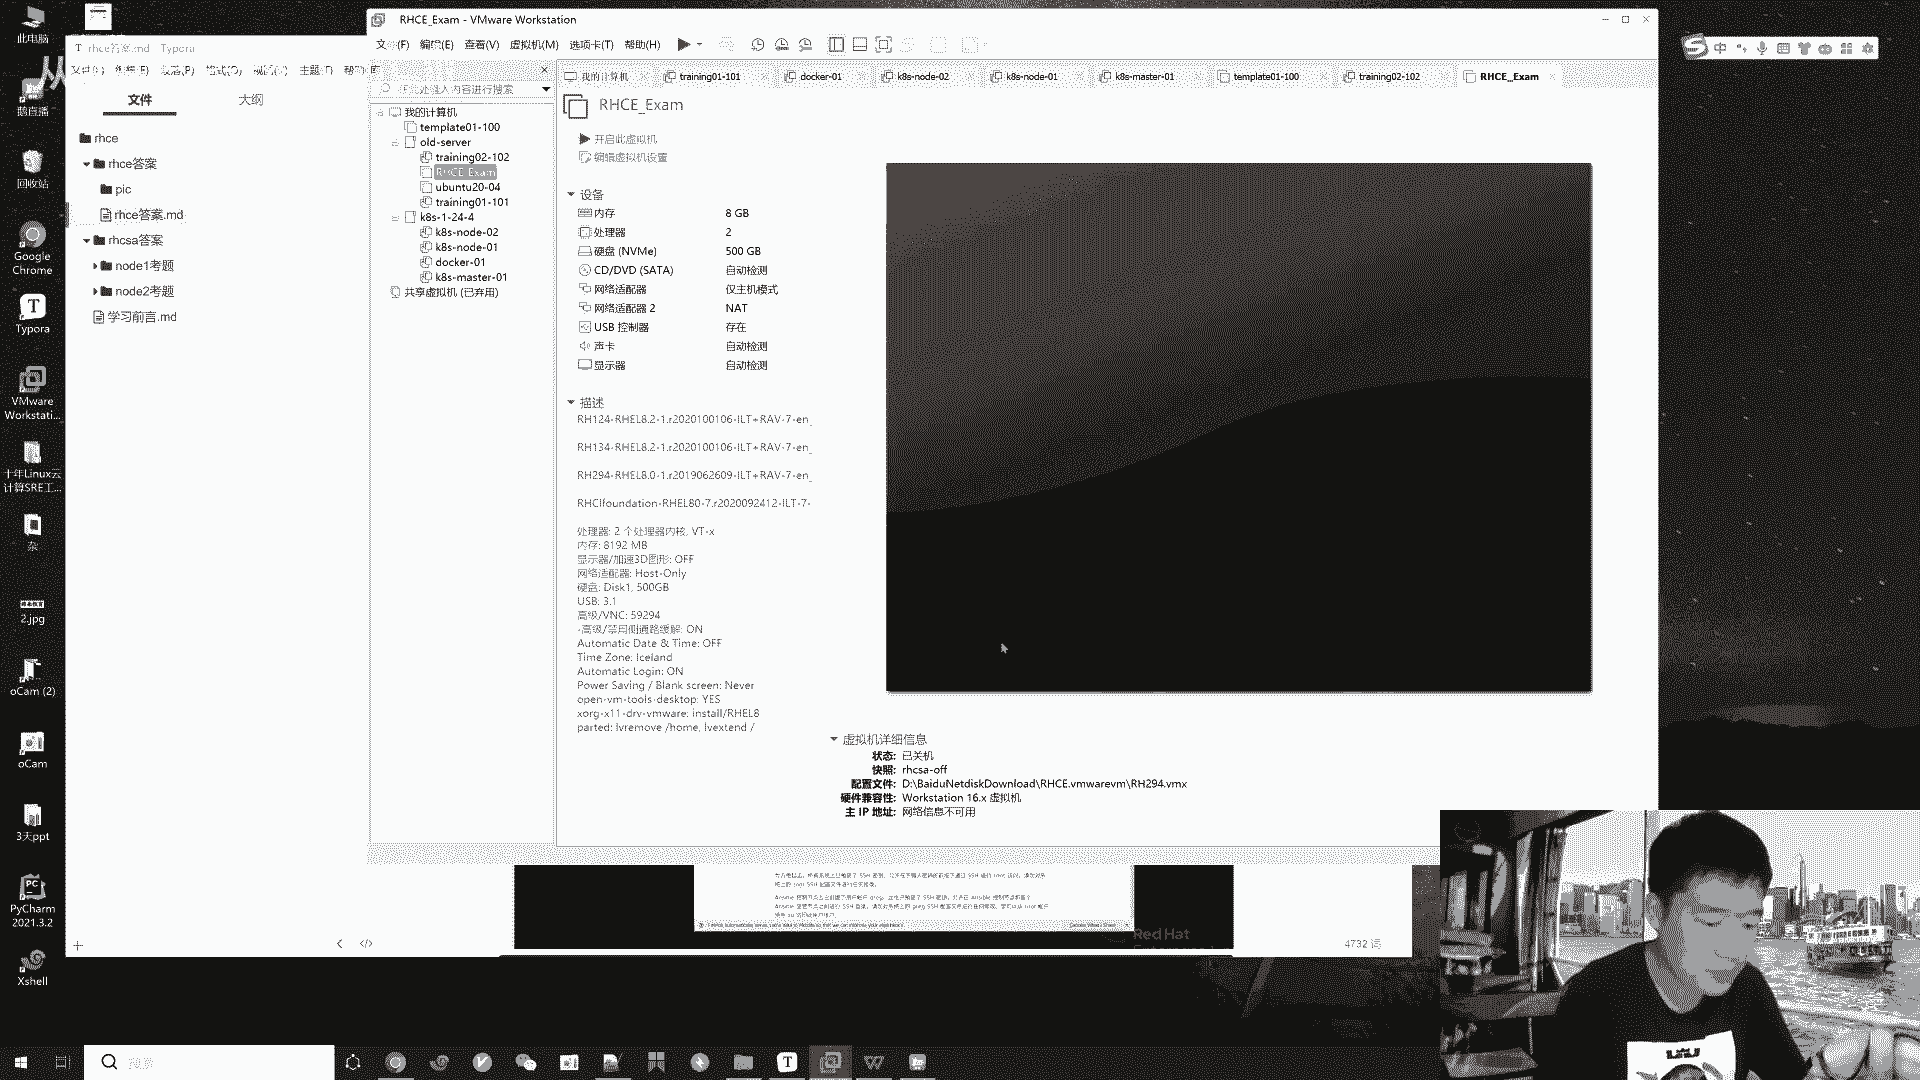 RHCE_Exam - VMware Workstation
文件(F) 编辑(E) 查看(V) 虚拟机(M) 选项卡(T) 帮助(H)
我的计算机
training01-101
docker-01
k8s-node-02
k8s-node-01
k8s-master-01
template01-100
training02-102
RHCE_Exam
此电脑
鹅直播
回收站
Google
Chrome
Typora
VMware
Workstati...
十年Linux云
计算SRE工...
杂
2.jpg
oCam (2)
oCam
3天ppt
PyCharm
2021.3.2
Xshell
rhce答案.md - Typora
文件
大纲
rhce
rhce答案
pic
rhce答案.md
rhcsa答案
node1考题
node2考题
学习前言.md
4732 词
在此处键入内容进行搜索
我的计算机
template01-100
old-server
training02-102
RHCE_Exam
ubuntu20-04
training01-101
k8s-1-24-4
k8s-node-02
k8s-node-01
docker-01
k8s-master-01
共享虚拟机 (已弃用)
RHCE_Exam
开启此虚拟机
编辑虚拟机设置
设备
内存 8 GB
处理器 2
硬盘 (NVMe) 500 GB
CD/DVD (SATA) 自动检测
网络适配器 仅主机模式
网络适配器 2 NAT
USB 控制器 存在
声卡 自动检测
显示器 自动检测
描述
RH124-RHEL8.2-1.r2020100106-ILT+RAV-7-en_
RH134-RHEL8.2-1.r2020100106-ILT+RAV-7-en_
RH294-RHEL8.0-1.r2019062609-ILT+RAV-7-en_
RHCIfoundation-RHEL80-7.r2020092412-ILT-7-
处理器: 2 个处理器内核, VT-x
内存: 8192 MB
显示器/加速3D图形: OFF
网络适配器: Host-Only
硬盘: Disk1, 500GB
USB: 3.1
高级/VNC: 59294
-高级/禁用侧通路缓解: ON
Automatic Date & Time: OFF
Time Zone: Iceland
Automatic Login: ON
Power Saving / Blank screen: Never
open-vm-tools-desktop: YES
xorg-x11-drv-vmware: install/RHEL8
parted: lvremove /home, lvextend /
虚拟机详细信息
状态: 已关机
快照: rhcsa-off
配置文件: D:\BaiduNetdiskDownload\RHCE.vmwarevm\RH294.vmx
硬件兼容性: Workstation 16.x 虚拟机
主 IP 地址: 网络信息不可用
Red Hat
中
搜索